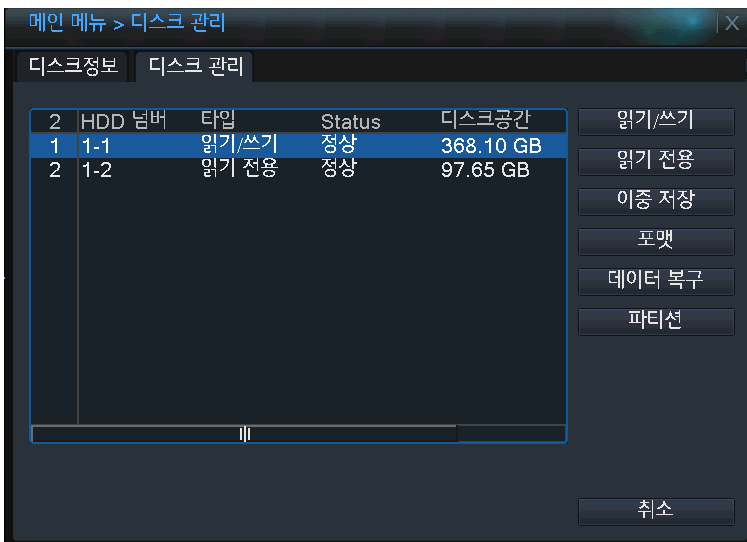 메인 메뉴 > 디스크 관리 X
디스크정보 디스크 관리
2 HDD 넘버 타입 Status 디스크공간
1 1-1 읽기/쓰기 정상 368.10 GB
2 1-2 읽기 전용 정상 97.65 GB
읽기/쓰기
읽기 전용
이중 저장
포맷
데이터 복구
파티션
취소